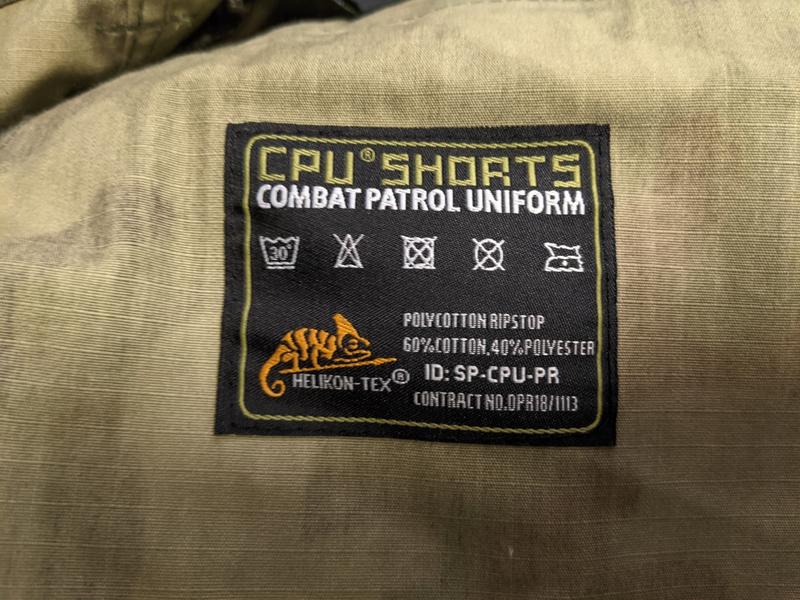 CPU® SHORTS
COMBAT PATROL UNIFORM
30°
POLYCOTTON RIPSTOP
60%COTTON,40%POLYESTER
HELIKON-TEX®
ID: SP-CPU-PR
CONTRACT NO.DPR18/1113